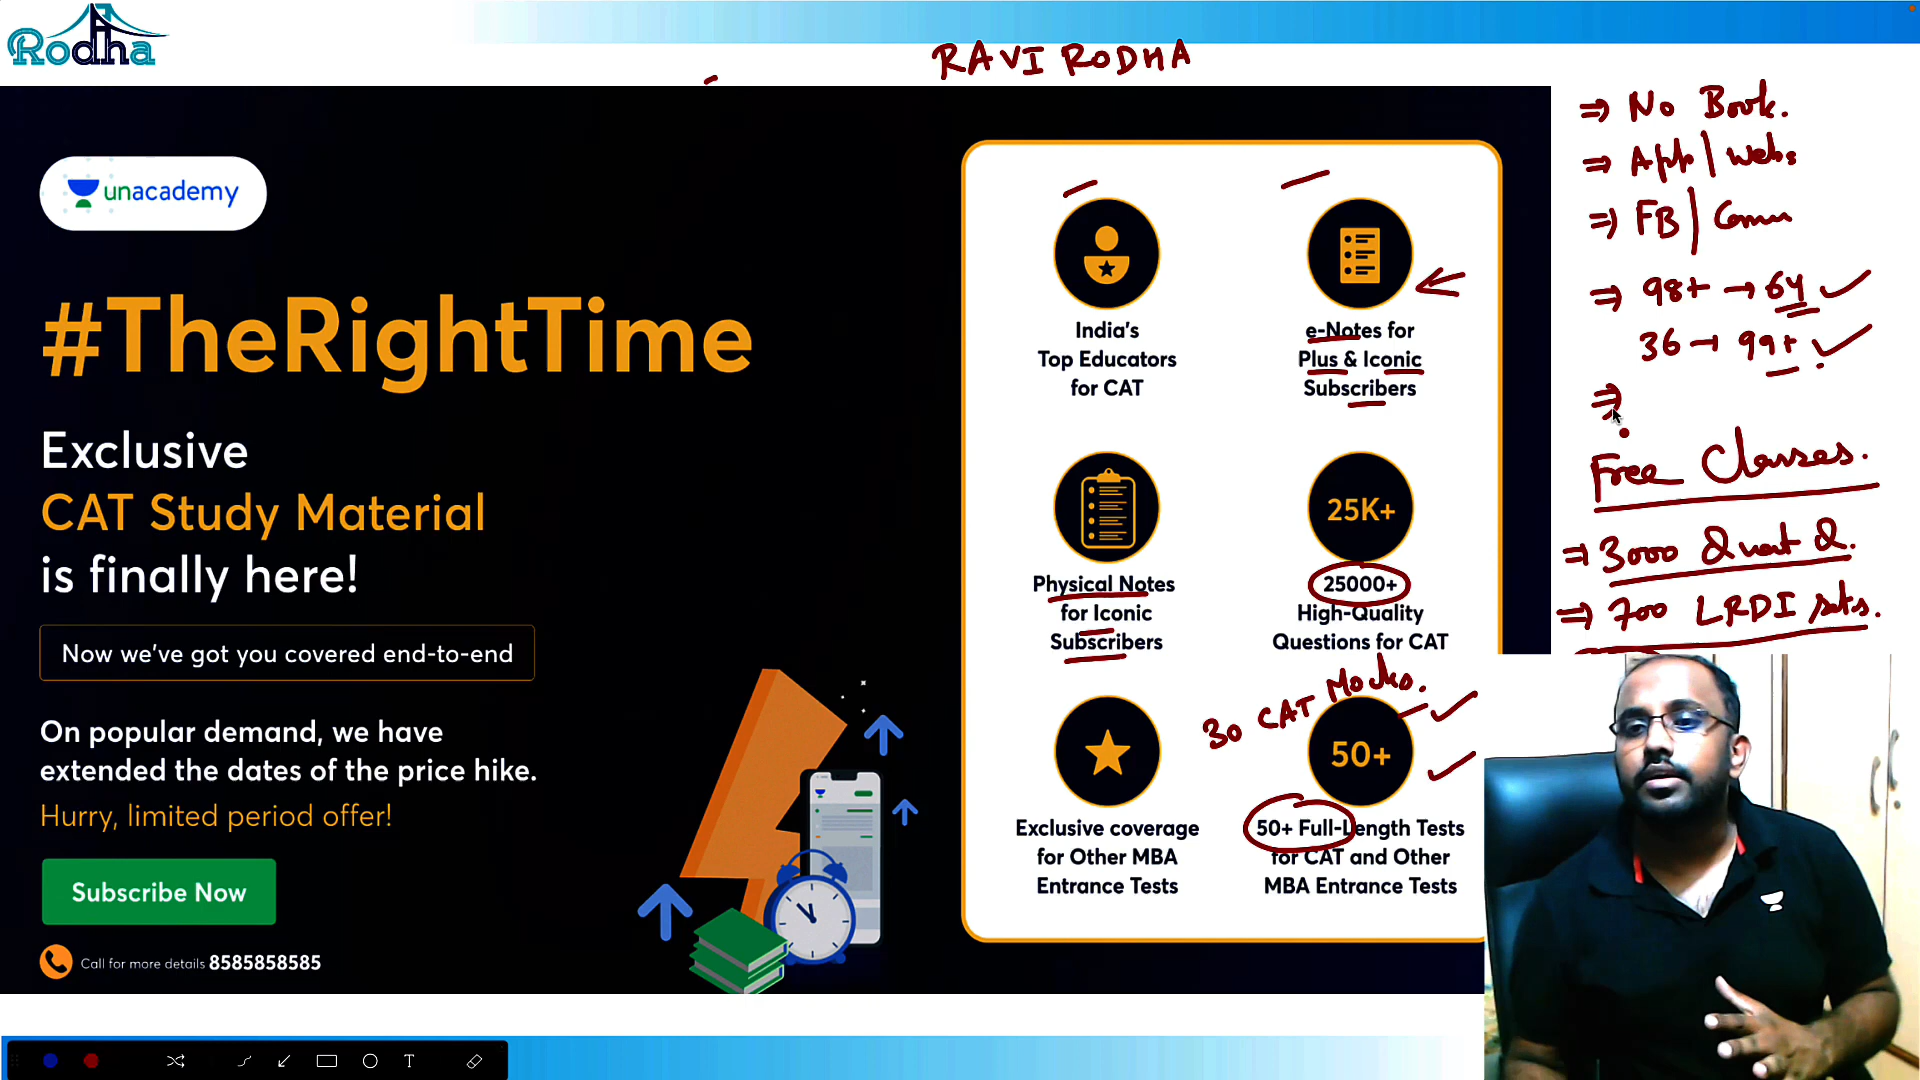 Rodha
RAVI RODHA
unacademy
#TheRightTime
Exclusive
CAT Study Material
is finally here!
Now we've got you covered end-to-end
On popular demand, we have
extended the dates of the price hike.
Hurry, limited period offer!
Subscribe Now
Call for more details 8585858585
India's
Top Educators
for CAT
e-Notes for
Plus & Iconic
Subscribers
Physical Notes
for Iconic
Subscribers
25K+
25000+
High-Quality
Questions for CAT
30 CAT Mocks.
Exclusive coverage
for Other MBA
Entrance Tests
50+
50+ Full-Length Tests
for CAT and Other
MBA Entrance Tests
⇒ No Book.
⇒ App | Webs
⇒ FB |
⇒ 98+ → 64 ✓
36 → 99+ ✓
⇒
Free Classes.
⇒ 3000 Quant Q.
⇒ 700 LRDI sets.
T